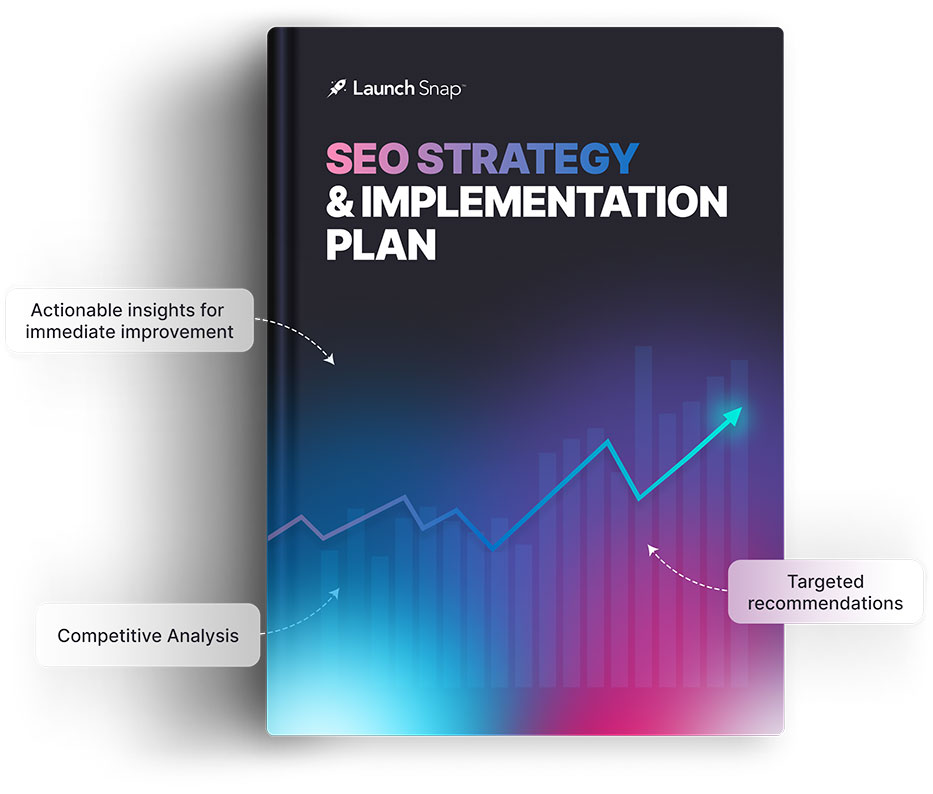 Launch Snap™
SEO STRATEGY
& IMPLEMENTATION
PLAN
Actionable insights for
immediate improvement
Competitive Analysis
Targeted
recommendations